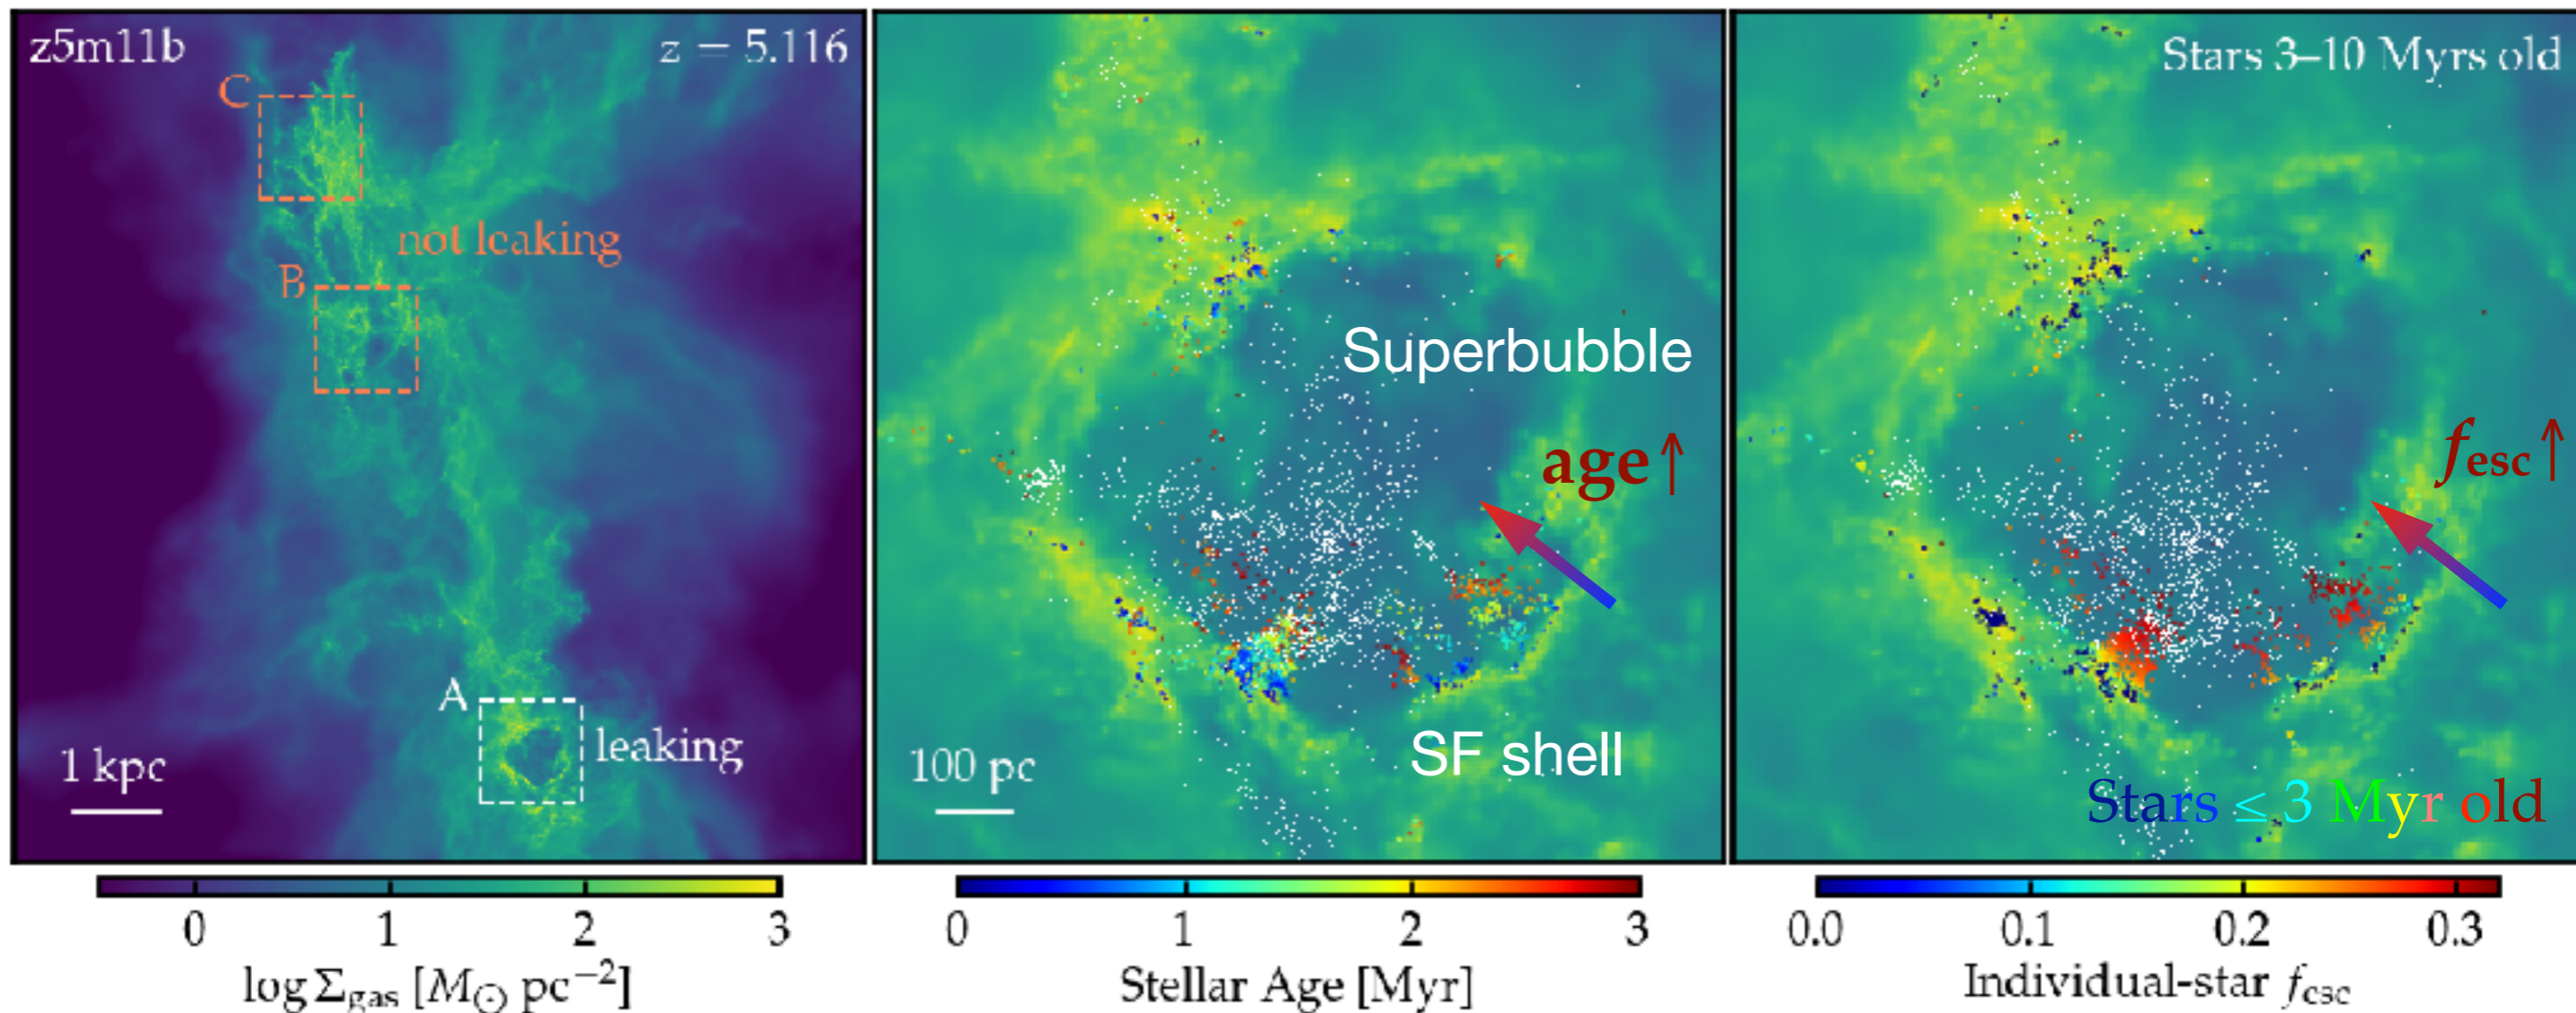 z5m11b
z = 5.116
C
not leaking
B
A
leaking
1 kpc
0 1 2 3
log Σgas [M⊙ pc⁻²]
Superbubble
age↑
SF shell
100 pc
0 1 2 3
Stellar Age [Myr]
Stars 3–10 Myrs old
fesc↑
Stars ≤ 3 Myr old
0.0 0.1 0.2 0.3
Individual-star fesc